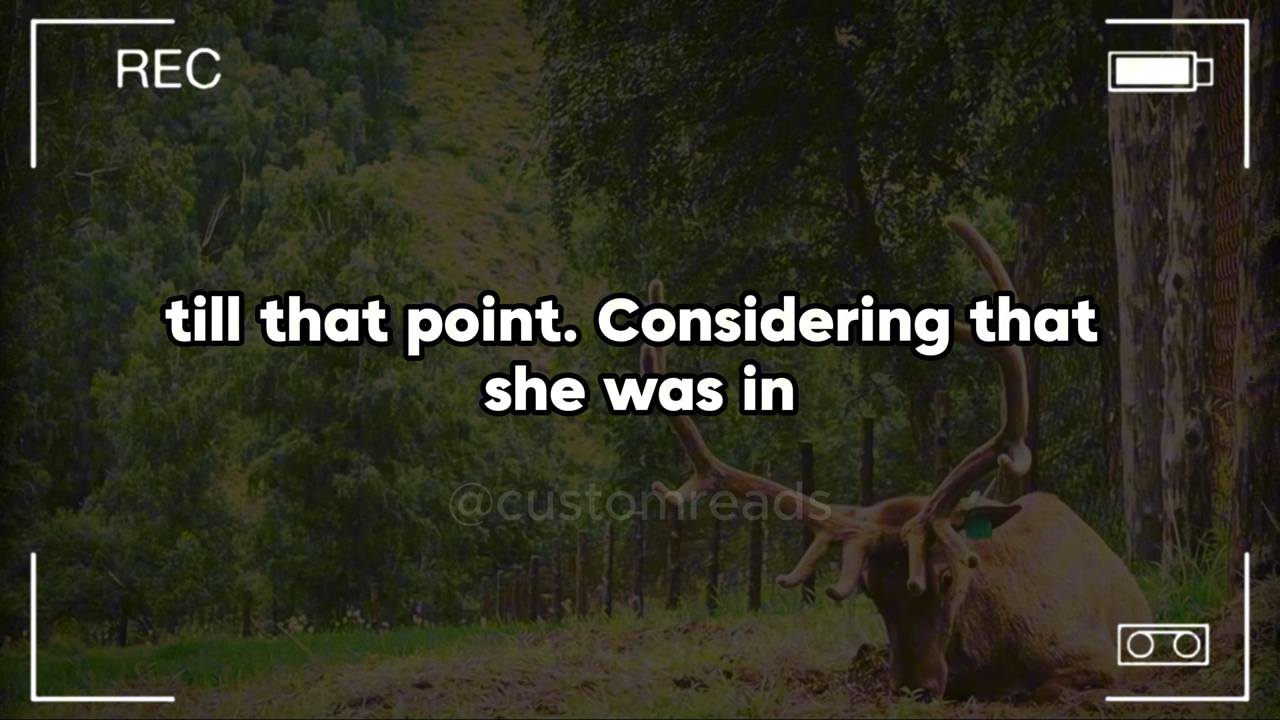 REC
till that point. Considering that
she was in
@customreads